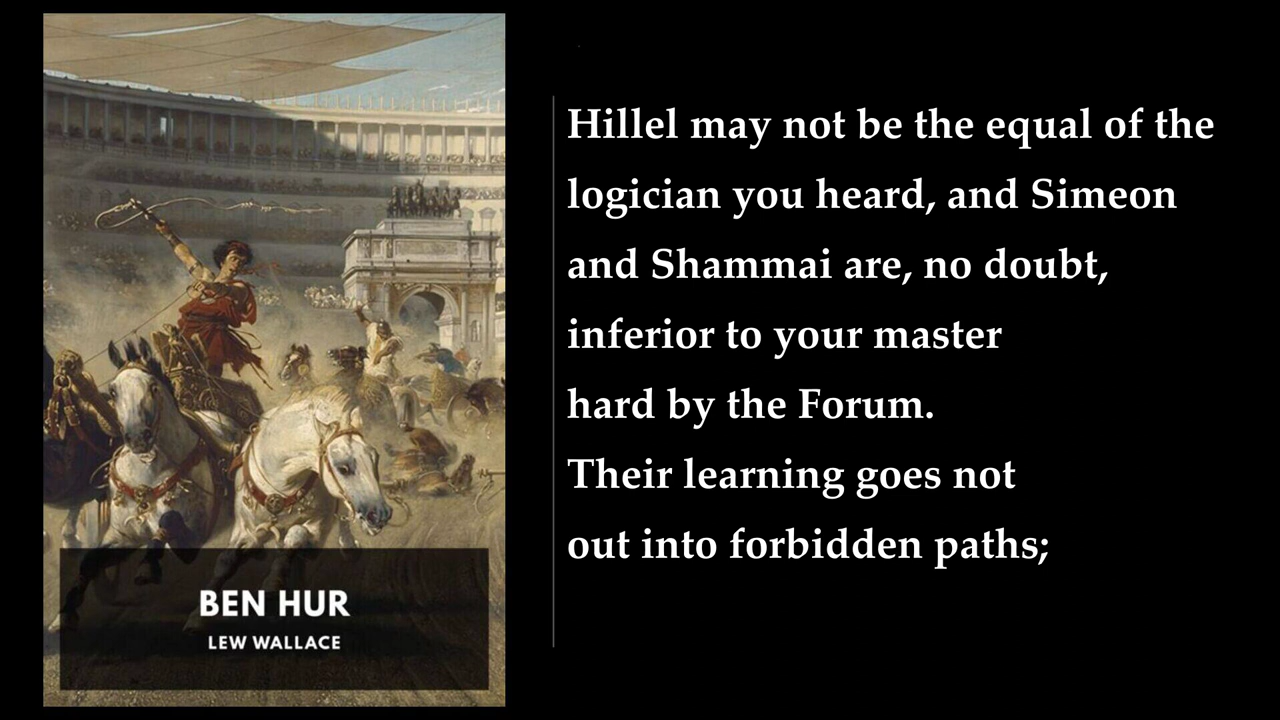 BEN HUR
LEW WALLACE
Hillel may not be the equal of the
logician you heard, and Simeon
and Shammai are, no doubt,
inferior to your master
hard by the Forum.
Their learning goes not
out into forbidden paths;